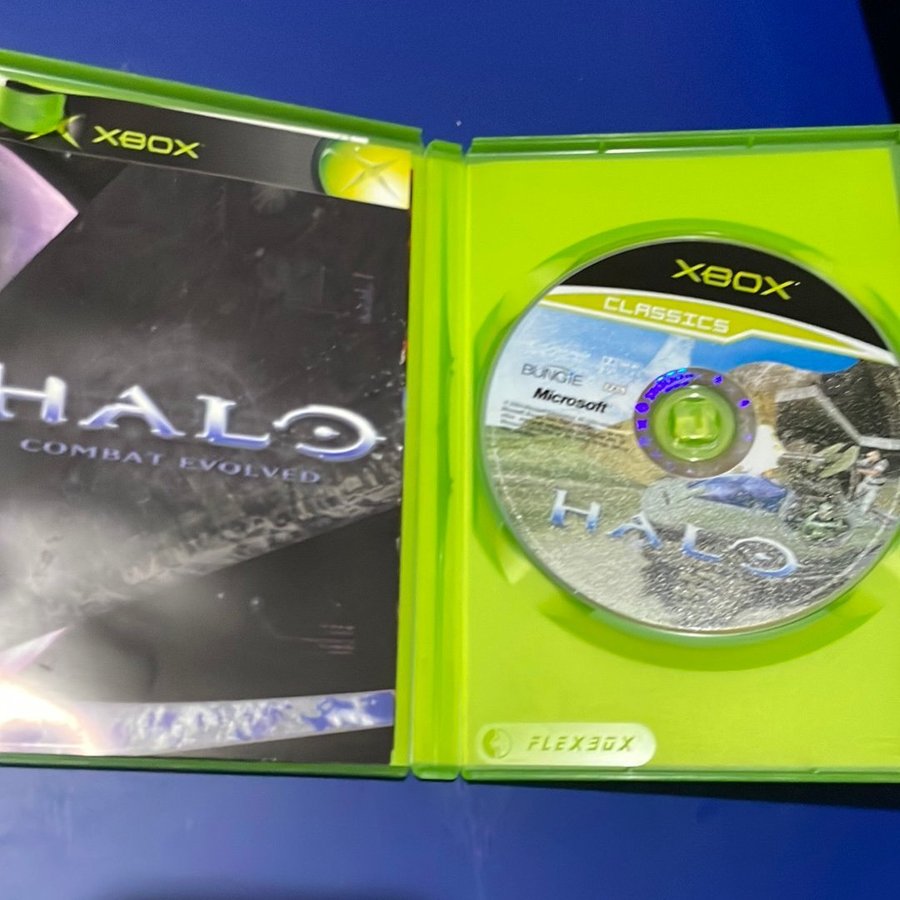 XBOX
HALO
COMBAT EVOLVED
XBOX
CLASSICS
BUNGIE
Microsoft
HALO
FLEXBOX